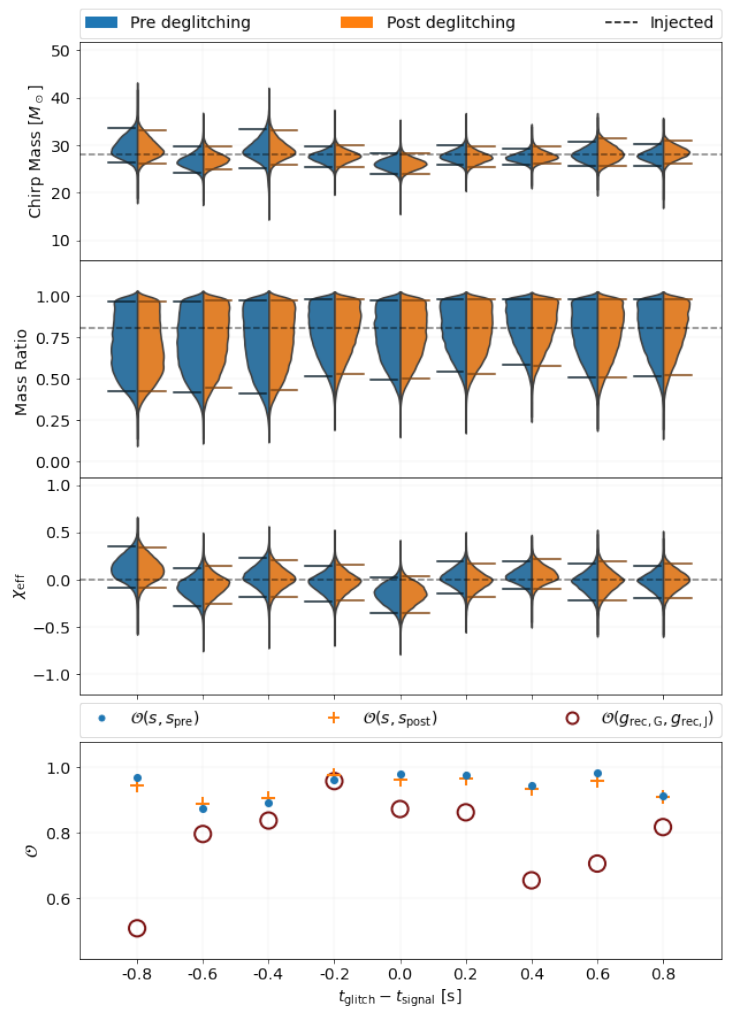 Pre deglitching Post deglitching Injected
50
40
30
20
10
Chirp Mass [M⊙]
1.00
0.75
0.50
0.25
0.00
Mass Ratio
1.0
0.5
0.0
−0.5
−1.0
χeff
𝒪(s, spre) 𝒪(s, spost) 𝒪(grec, G, grec, J)
1.0
0.8
0.6
𝒪
-0.8 -0.6 -0.4 -0.2 0.0 0.2 0.4 0.6 0.8
tglitch − tsignal [s]